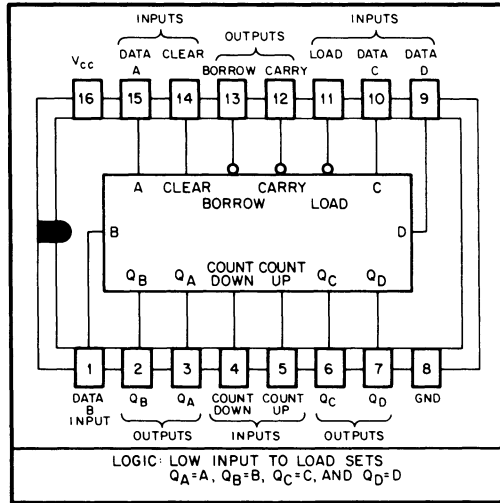 INPUTS INPUTS
OUTPUTS
DATA A CLEAR LOAD DATA C DATA D
VCC BORROW CARRY
16 15 14 13 12 11 10 9
A CLEAR CARRY C
BORROW LOAD
B D
COUNT COUNT
QB QA DOWN UP QC QD
1 2 3 4 5 6 7 8
DATA QB QA COUNT COUNT QC QD GND
B DOWN UP
INPUT
OUTPUTS INPUTS OUTPUTS
LOGIC: LOW INPUT TO LOAD SETS
QA=A, QB=B, QC=C, AND QD=D